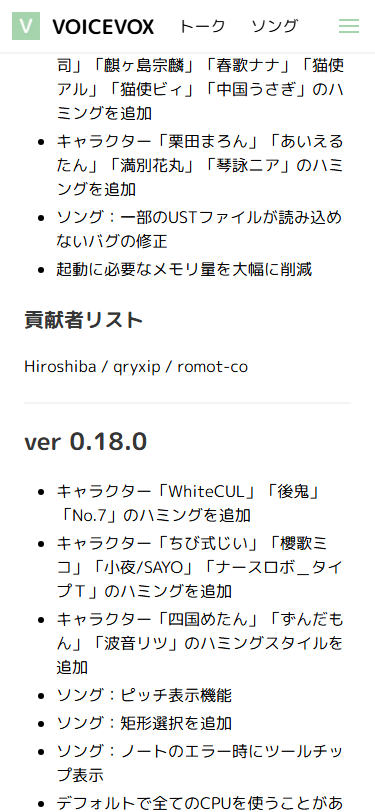 V VOICEVOX トーク ソング
司」「麒ヶ島宗麟」「春歌ナナ」「猫使
アル」「猫使ビィ」「中国うさぎ」のハ
ミングを追加
キャラクター「栗田まろん」「あいえる
たん」「満別花丸」「琴詠ニア」のハミ
ングを追加
ソング：一部のUSTファイルが読み込め
ないバグの修正
起動に必要なメモリ量を大幅に削減
貢献者リスト
Hiroshiba / qryxip / romot-co
ver 0.18.0
キャラクター「WhiteCUL」「後鬼」
「No.7」のハミングを追加
キャラクター「ちび式じい」「櫻歌ミ
コ」「小夜/SAYO」「ナースロボ＿タイ
プＴ」のハミングを追加
キャラクター「四国めたん」「ずんだも
ん」「波音リツ」のハミングスタイルを
追加
ソング：ピッチ表示機能
ソング：矩形選択を追加
ソング：ノートのエラー時にツールチッ
プ表示
デフォルトで全てのCPUを使うことがあ